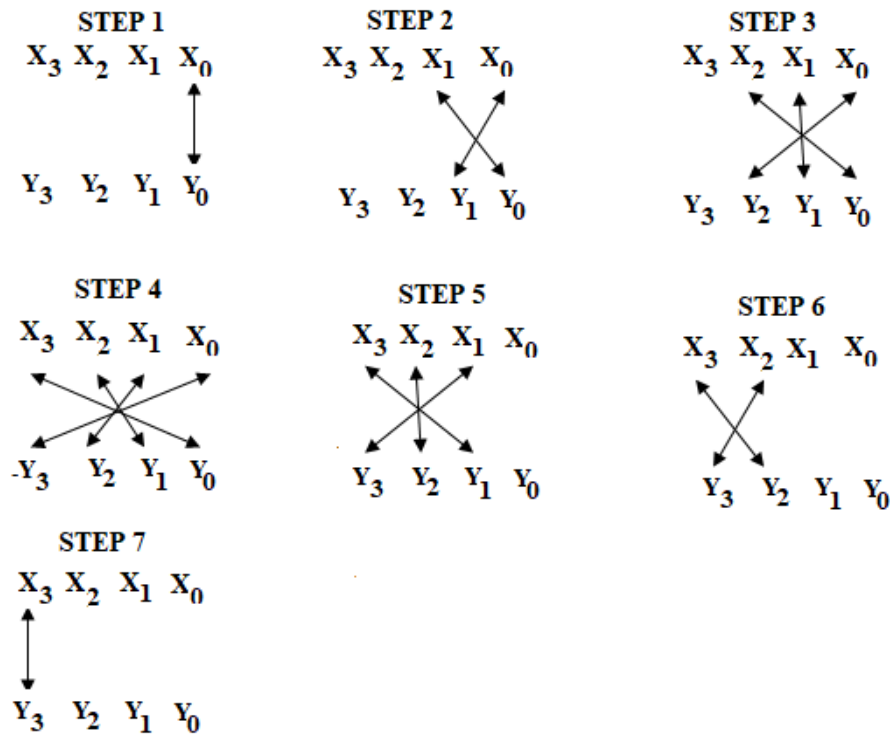 STEP 1
X3 X2 X1 X0
Y3 Y2 Y1 Y0
STEP 2
X3 X2 X1 X0
Y3 Y2 Y1 Y0
STEP 3
X3 X2 X1 X0
Y3 Y2 Y1 Y0
STEP 4
X3 X2 X1 X0
-Y3 Y2 Y1 Y0
STEP 5
X3 X2 X1 X0
Y3 Y2 Y1 Y0
STEP 6
X3 X2 X1 X0
Y3 Y2 Y1 Y0
STEP 7
X3 X2 X1 X0
Y3 Y2 Y1 Y0